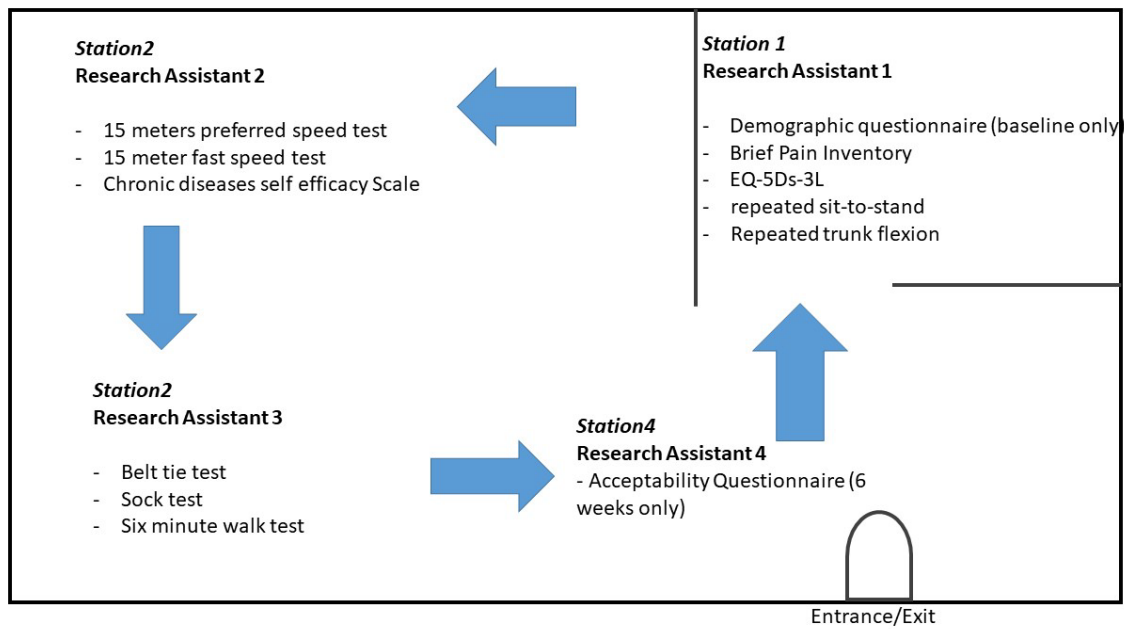 Station 1
Research Assistant 1
- Demographic questionnaire (baseline only)
- Brief Pain Inventory
- EQ-5Ds-3L
- repeated sit-to-stand
- Repeated trunk flexion
Station2
Research Assistant 2
- 15 meters preferred speed test
- 15 meter fast speed test
- Chronic diseases self efficacy Scale
Station2
Research Assistant 3
- Belt tie test
- Sock test
- Six minute walk test
Station4
Research Assistant 4
- Acceptability Questionnaire (6
weeks only)
Entrance/Exit